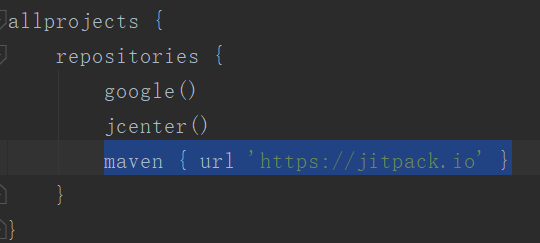 allprojects {
repositories {
google()
jcenter()
maven { url 'https://jitpack.io' }
}
}